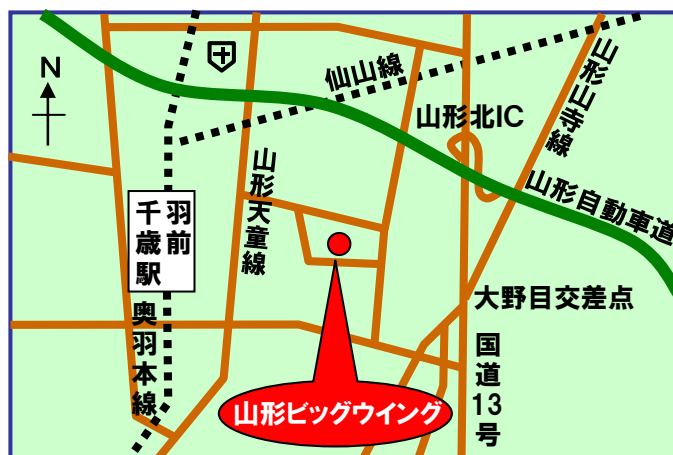 N
仙山線
山形山寺線
山形北IC
山形自動車道
山形天童線
羽前
千歳駅
大野目交差点
奥羽本線
国道13号
山形ビッグウイング